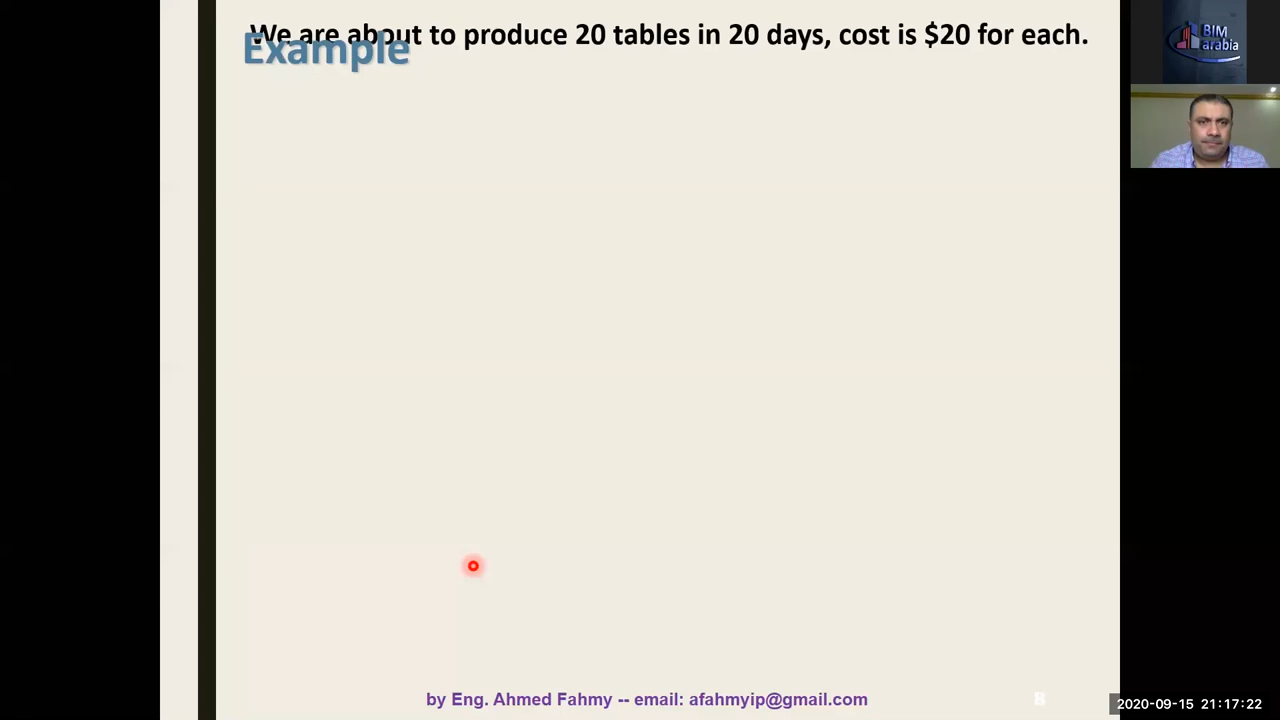 We are about to produce 20 tables in 20 days, cost is $20 for each.
Example
BIM
arabia
by Eng. Ahmed Fahmy -- email: afahmyip@gmail.com
8
2020-09-15 21:17:22